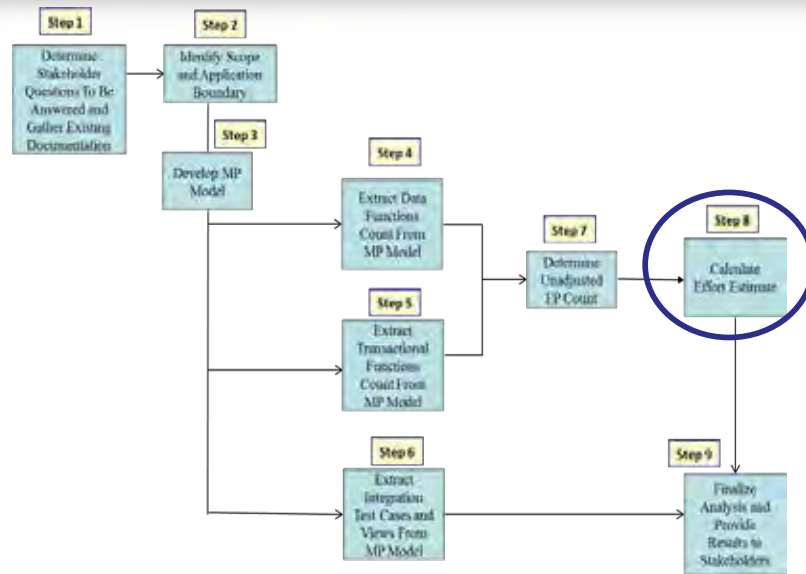 Step 1
Determine
Stakeholder
Questions To Be
Answered and
Gather Existing
Documentation
Step 2
Identify Scope
and Application
Boundary
Step 3
Develop MP
Model
Step 4
Extract Data
Functions
Count From
MP Model
Step 5
Extract
Transactional
Functions
Count From
MP Model
Step 6
Extract
Integration
Test Cases and
Views From
MP Model
Step 7
Determine
Unadjusted
FP Count
Step 8
Calculate
Effort Estimate
Step 9
Finalize
Analysis and
Provide
Results to
Stakeholders